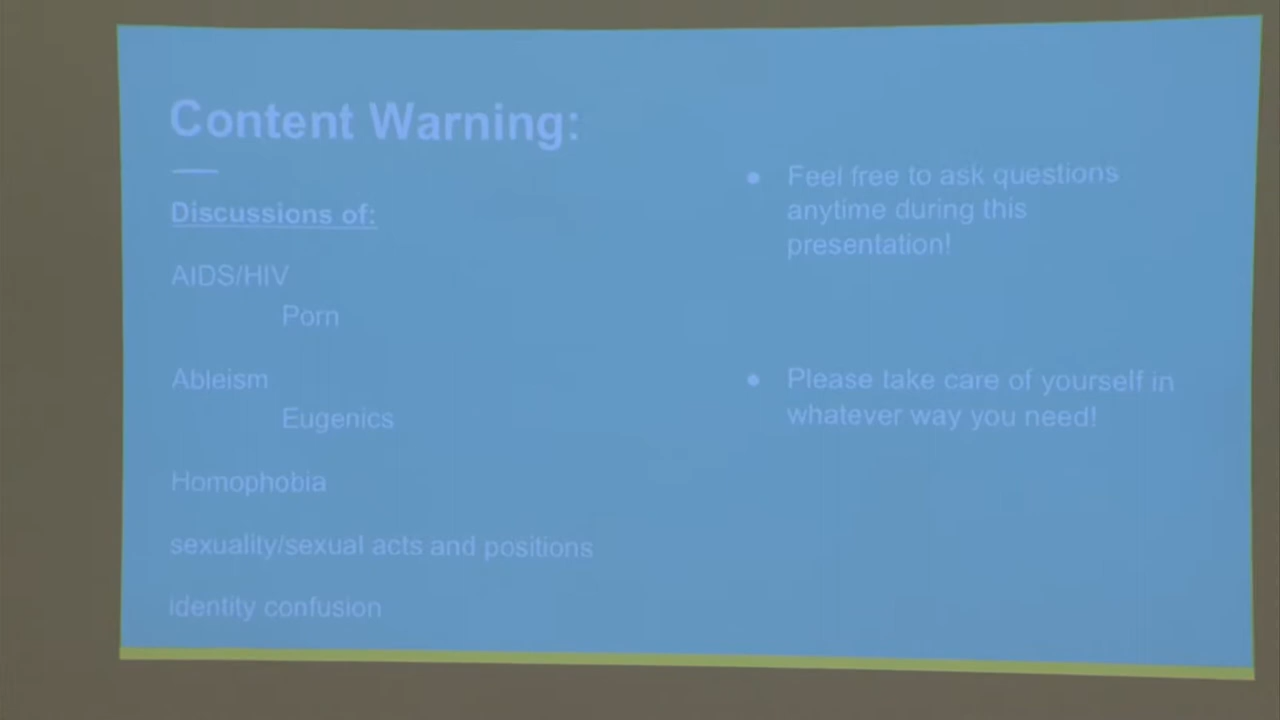 Content Warning:
Discussions of:
AIDS/HIV
Porn
Ableism
Eugenics
Homophobia
sexuality/sexual acts and positions
identity confusion
● Feel free to ask questions
anytime during this
presentation!
● Please take care of yourself in
whatever way you need!